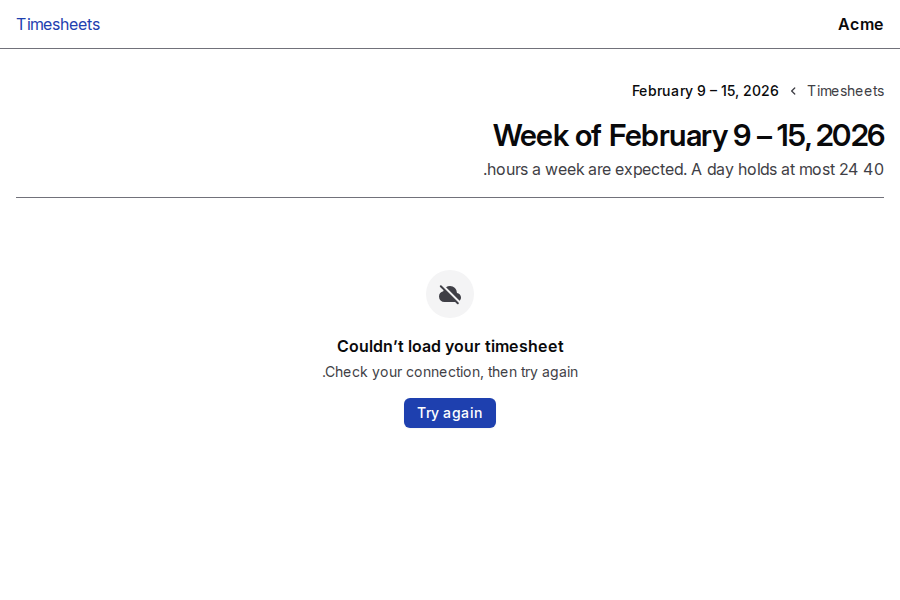 Acme
Timesheets
Timesheets › February 9 – 15, 2026
Week of February 9 – 15, 2026
40 hours a week are expected. A day holds at most 24.
Couldn’t load your timesheet
Check your connection, then try again.
Try again